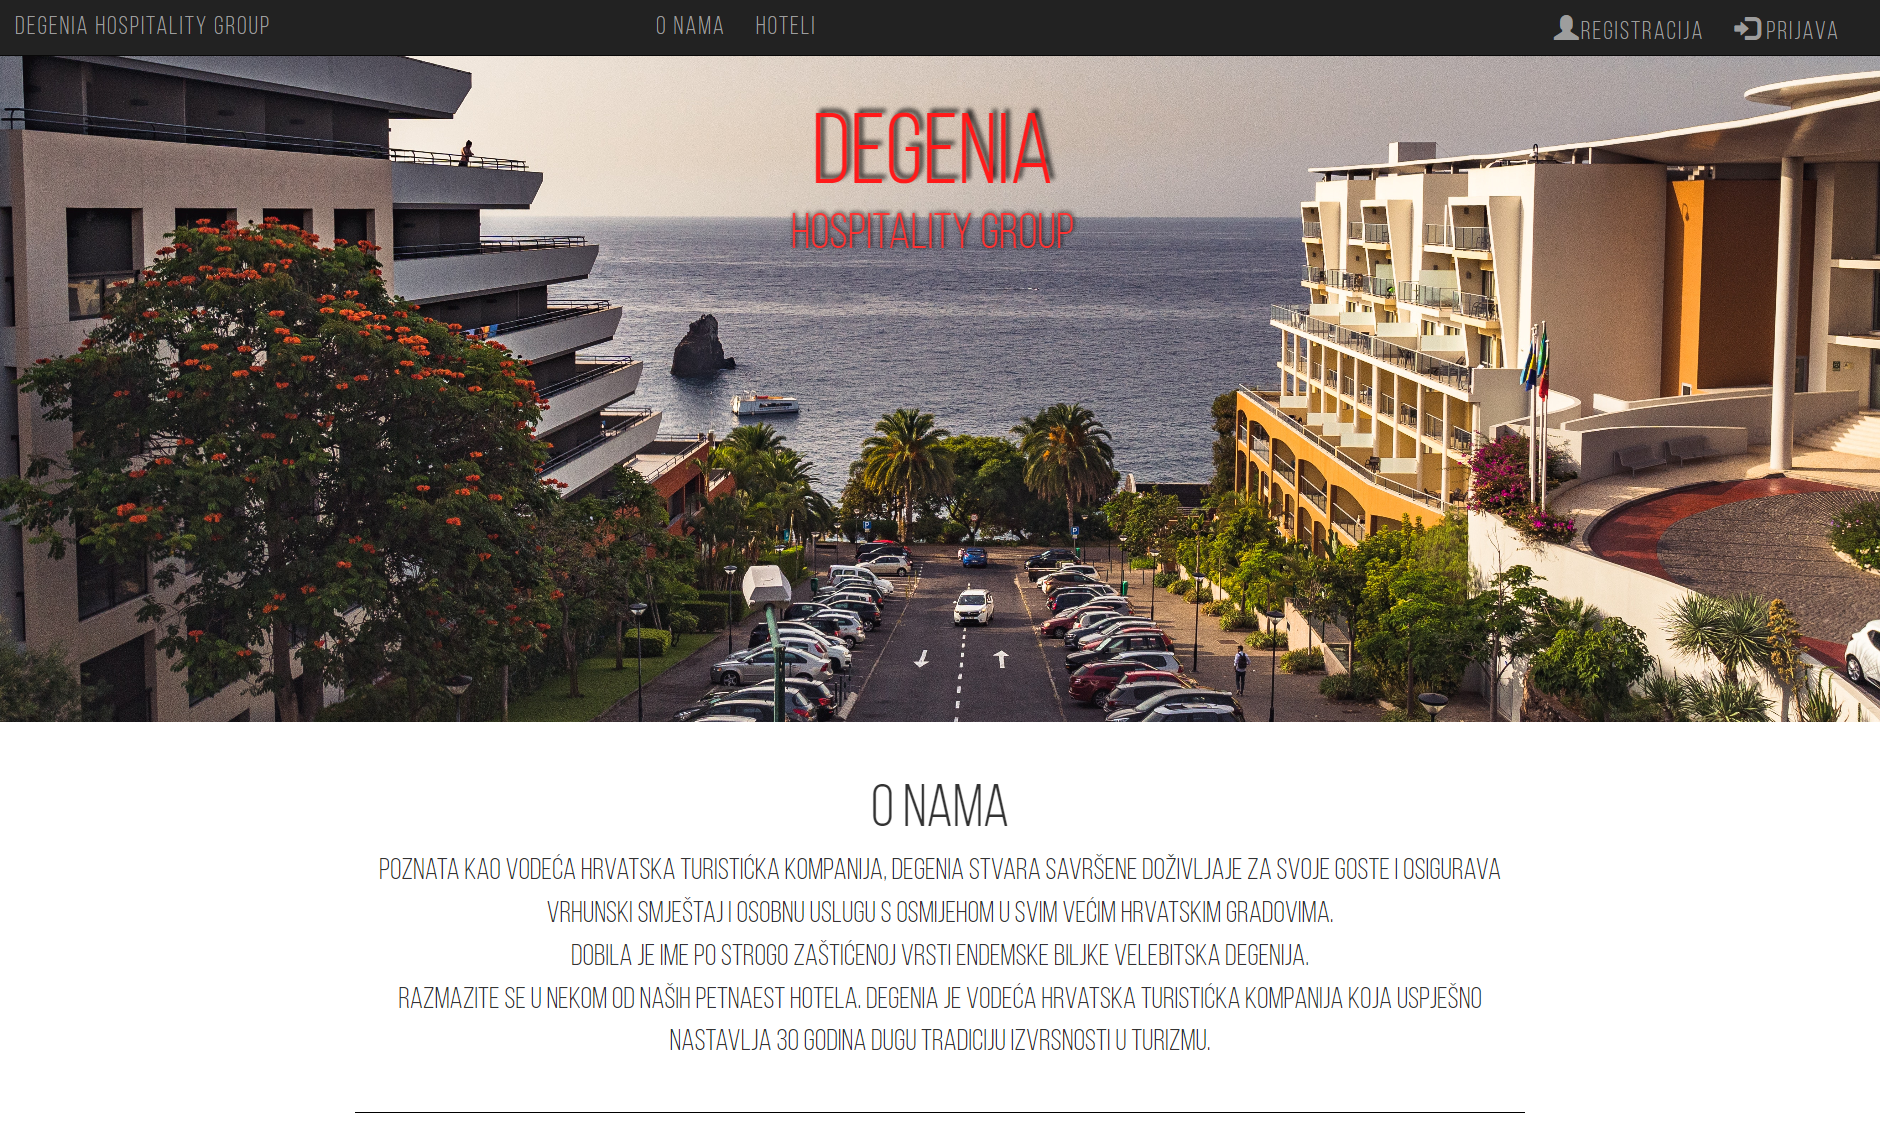 DEGENIA HOSPITALITY GROUP
O NAMA
HOTELI
REGISTRACIJA
PRIJAVA
DEGENIA
HOSPITALITY GROUP
O NAMA
POZNATA KAO VODEĆA HRVATSKA TURISTIĆKA KOMPANIJA, DEGENIA STVARA SAVRŠENE DOŽIVLJAJE ZA SVOJE GOSTE I OSIGURAVA
VRHUNSKI SMJEŠTAJ I OSOBNU USLUGU S OSMIJEHOM U SVIM VEĆIM HRVATSKIM GRADOVIMA.
DOBILA JE IME PO STROGO ZAŠTIĆENOJ VRSTI ENDEMSKE BILJKE VELEBITSKA DEGENIJA.
RAZMAZITE SE U NEKOM OD NAŠIH PETNAEST HOTELA. DEGENIA JE VODEĆA HRVATSKA TURISTIĆKA KOMPANIJA KOJA USPJEŠNO
NASTAVLJA 30 GODINA DUGU TRADICIJU IZVRSNOSTI U TURIZMU.